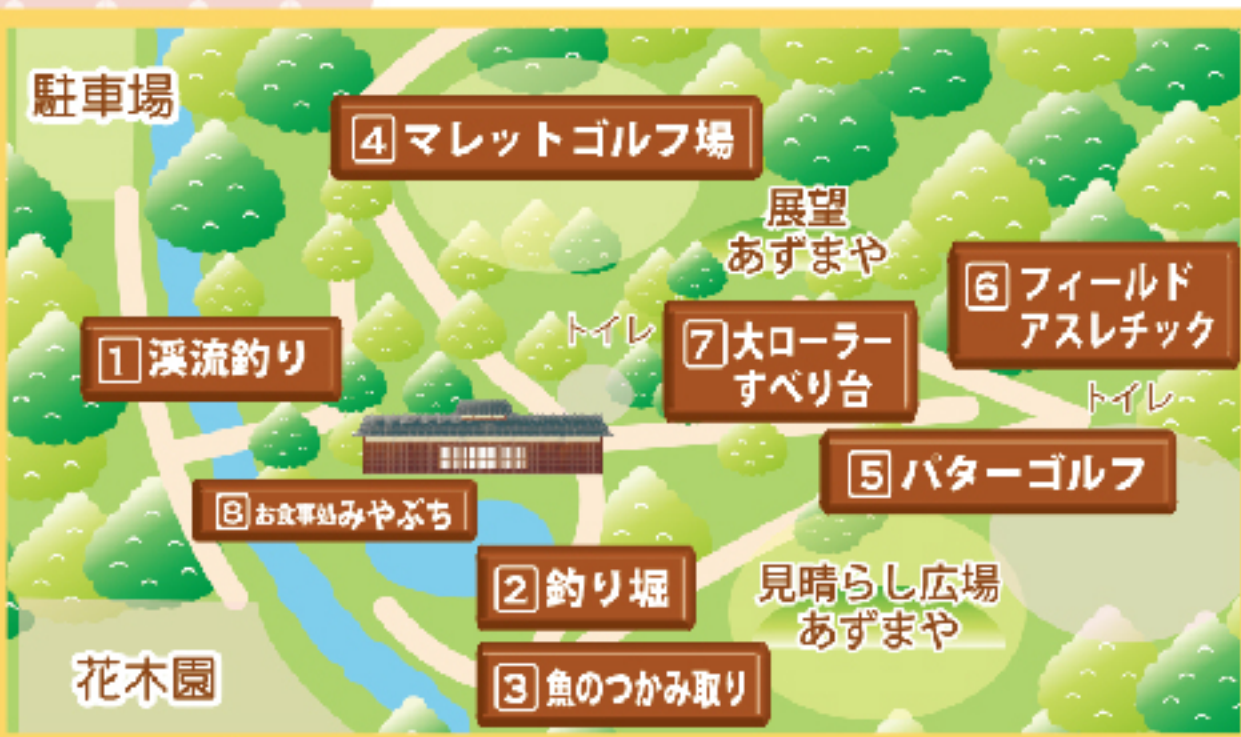 駐車場
4 マレットゴルフ場
展望
あずまや
6 フィールド
アスレチック
トイレ
7 大ローラー
すべり台
1 渓流釣り
トイレ
5 パターゴルフ
8 お食事処みやぶち
2 釣り堀
見晴らし広場
あずまや
3 魚のつかみ取り
花木園